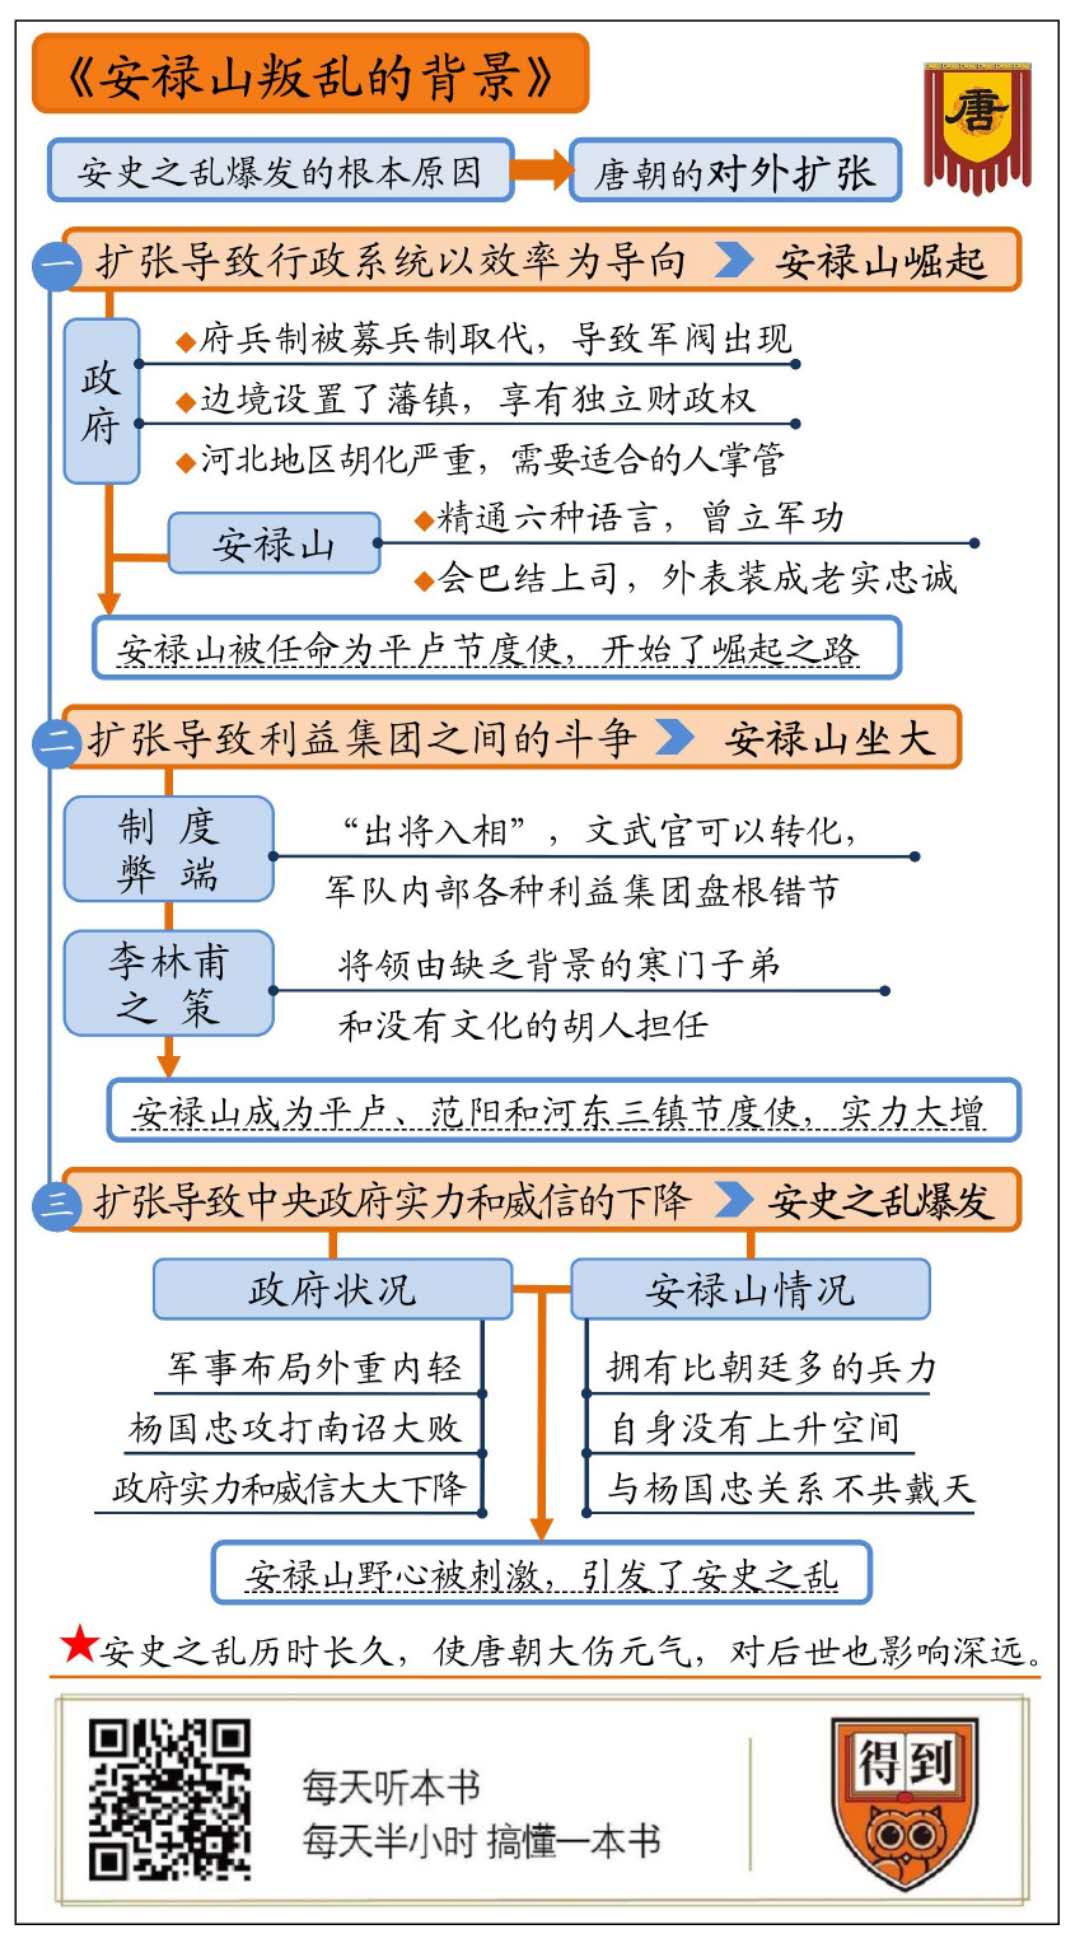 《安禄山叛乱的背景》
唐
安史之乱爆发的根本原因
唐朝的对外扩张
一
扩张导致行政系统以效率为导向
安禄山崛起
政府
◆府兵制被募兵制取代，导致军阀出现
◆边境设置了藩镇，享有独立财政权
◆河北地区胡化严重，需要适合的人掌管
安禄山
◆精通六种语言，曾立军功
◆会巴结上司，外表装成老实忠诚
安禄山被任命为平卢节度使，开始了崛起之路
二
扩张导致利益集团之间的斗争
安禄山坐大
制度
弊端
“出将入相”，文武官可以转化，
军队内部各种利益集团盘根错节
李林甫
之策
将领由缺乏背景的寒门子弟
和没有文化的胡人担任
安禄山成为平卢、范阳和河东三镇节度使，实力大增
三
扩张导致中央政府实力和威信的下降
安史之乱爆发
政府状况
军事布局外重内轻
杨国忠攻打南诏大败
政府实力和威信大大下降
安禄山情况
拥有比朝廷多的兵力
自身没有上升空间
与杨国忠关系不共戴天
安禄山野心被刺激，引发了安史之乱
★安史之乱历时长久，使唐朝大伤元气，对后世也影响深远。
每天听本书
每天半小时 搞懂一本书
得到